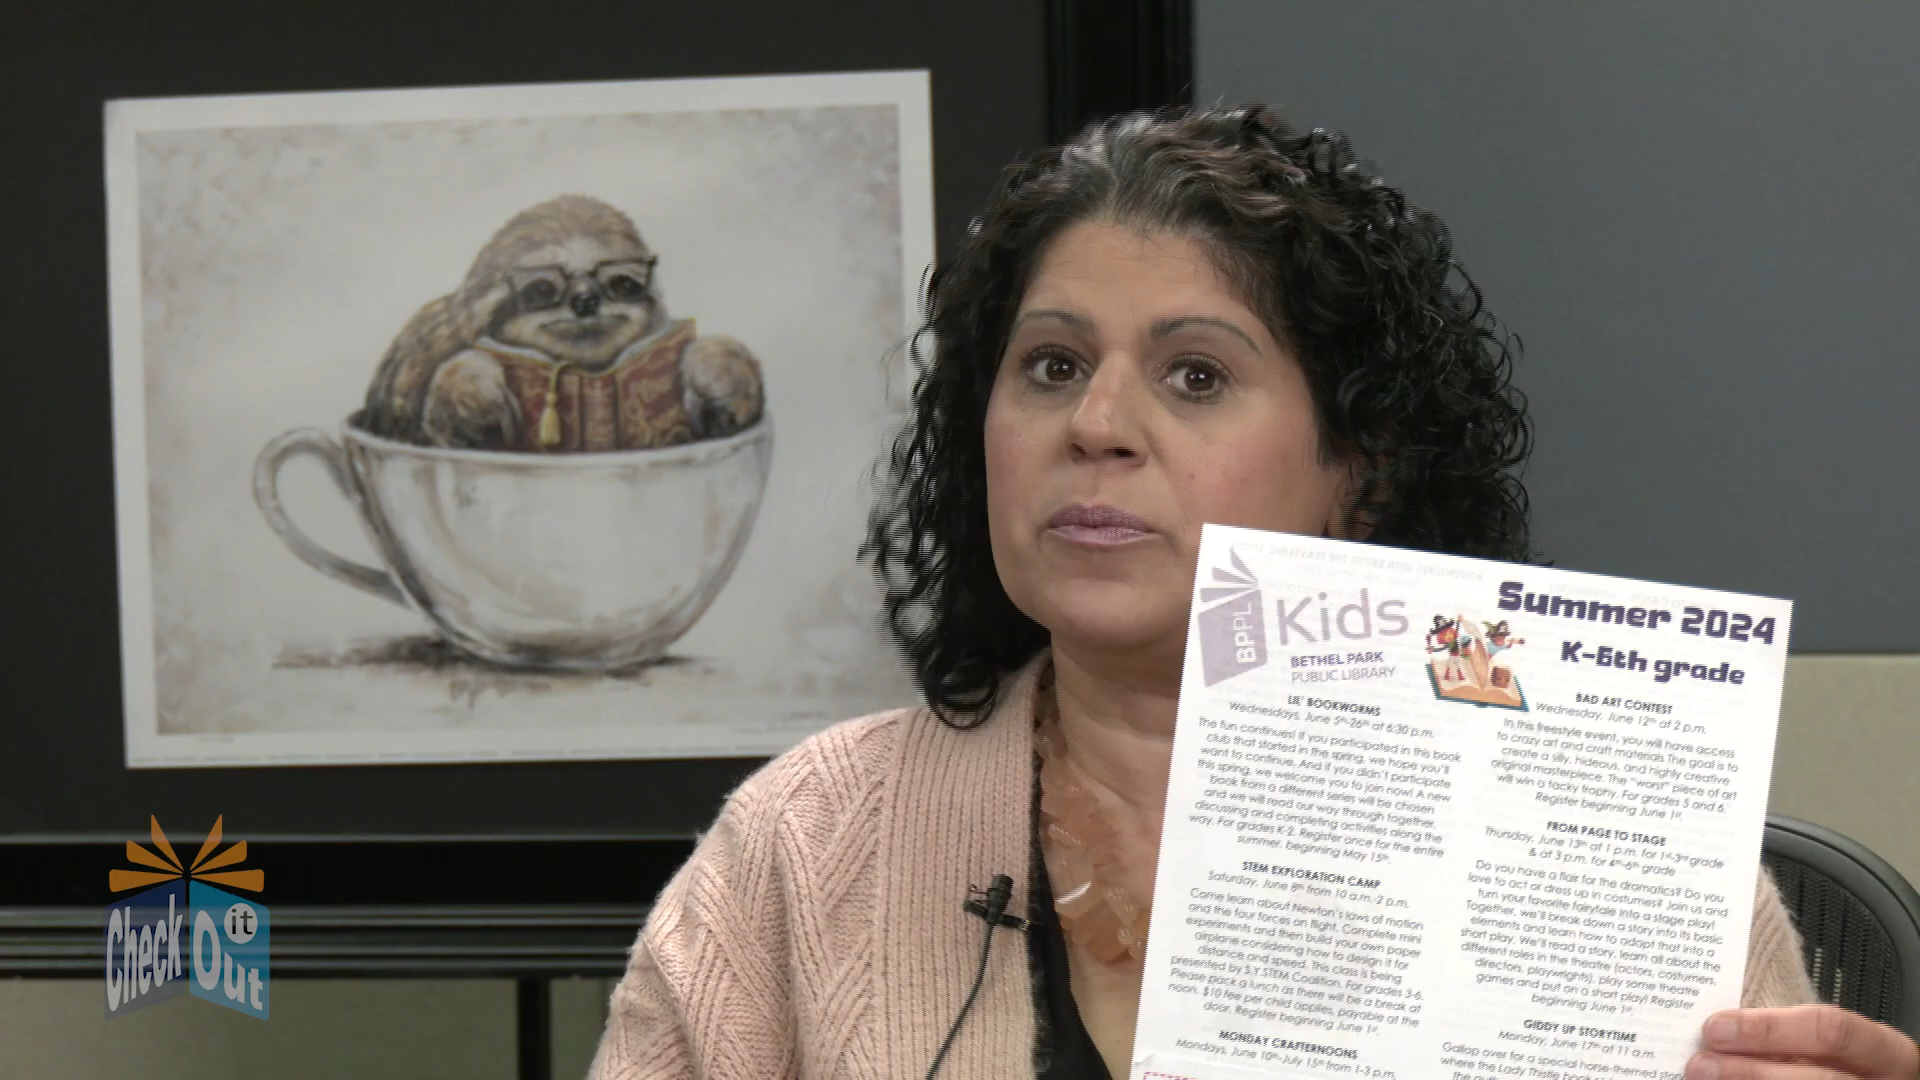 Check it Out
BPPL
Kids
BETHEL PARK
PUBLIC LIBRARY
Summer 2024
K-6th grade
LIL' BOOKWORMS
Wednesdays, June 5th-26th at 6:30 p.m.
The fun continues! If you participated in this book
club that started in the spring, we hope you'll
want to continue. And if you didn't participate
this spring, we welcome you to join now! A new
book from a different series will be chosen
and we will read our way through together,
discussing and completing activities along the
way. For grades K-2. Register once for the entire
summer, beginning May 15th.
STEM EXPLORATION CAMP
Saturday, June 8th from 10 a.m.-2 p.m.
Come learn about Newton's laws of motion
and the four forces on flight. Complete mini
experiments and then build your own paper
airplane considering how to design it for
distance and speed. This class is being
presented by S.Y.STEM Coalition. For grades 3-6.
Please pack a lunch as there will be a break at
noon. $10 fee per child applies, payable at the
door. Register beginning June 1st.
MONDAY CRAFTERNOONS
Mondays, June 10th-July 15th from 1-3 p.m.
BAD ART CONTEST
Wednesday, June 12th at 2 p.m.
In this freestyle event, you will have access
to crazy art and craft materials. The goal is to
create a silly, hideous, and highly creative
original masterpiece. The "worst" piece of art
will win a tacky trophy. For grades 5 and 6.
Register beginning June 1st.
FROM PAGE TO STAGE
Thursday, June 13th at 1 p.m. for 1st-3rd grade
& at 3 p.m. for 4th-6th grade
Do you have a flair for the dramatics? Do you
love to act or dress up in costumes? Join us and
turn your favorite fairytale into a stage play!
Together, we'll break down a story into its basic
elements and learn how to adapt that into a
short play. We'll read a story, learn all about the
different roles in the theatre (actors, costumers,
directors, playwrights), play some theatre
games and put on a short play! Register
beginning June 1st.
GIDDY UP STORYTIME
Monday, June 17th at 11 a.m.
Gallop over for a special horse-themed story
where the Lady Thistle book